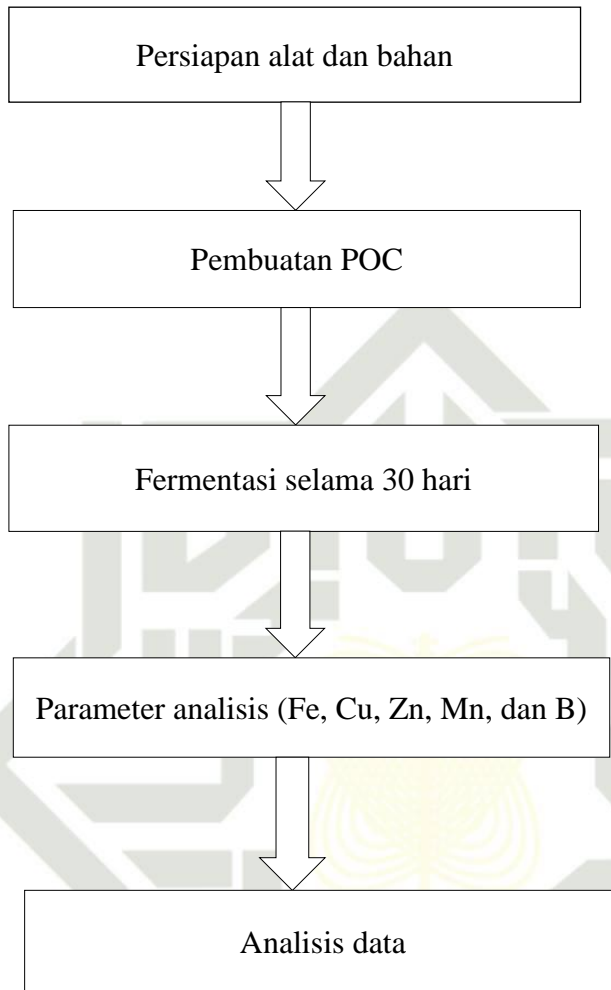 Persiapan alat dan bahan
Pembuatan POC
Fermentasi selama 30 hari
Parameter analisis (Fe, Cu, Zn, Mn, dan B)
Analisis data